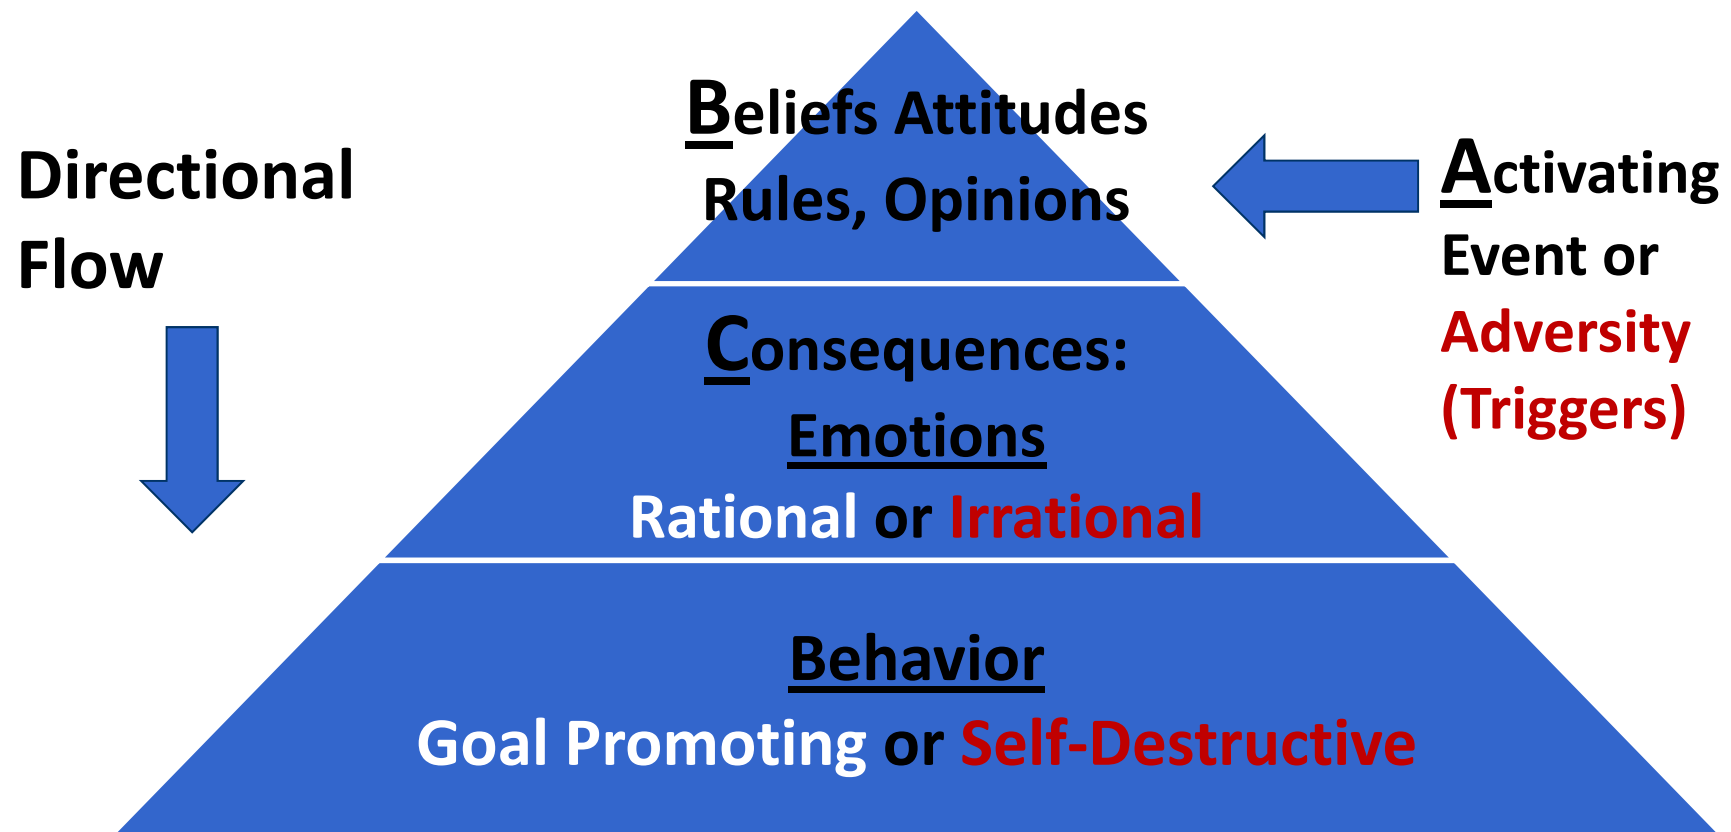 Directional
Flow
Beliefs Attitudes
Rules, Opinions
Activating
Event or
Adversity
(Triggers)
Consequences:
Emotions
Rational or Irrational
Behavior
Goal Promoting or Self-Destructive